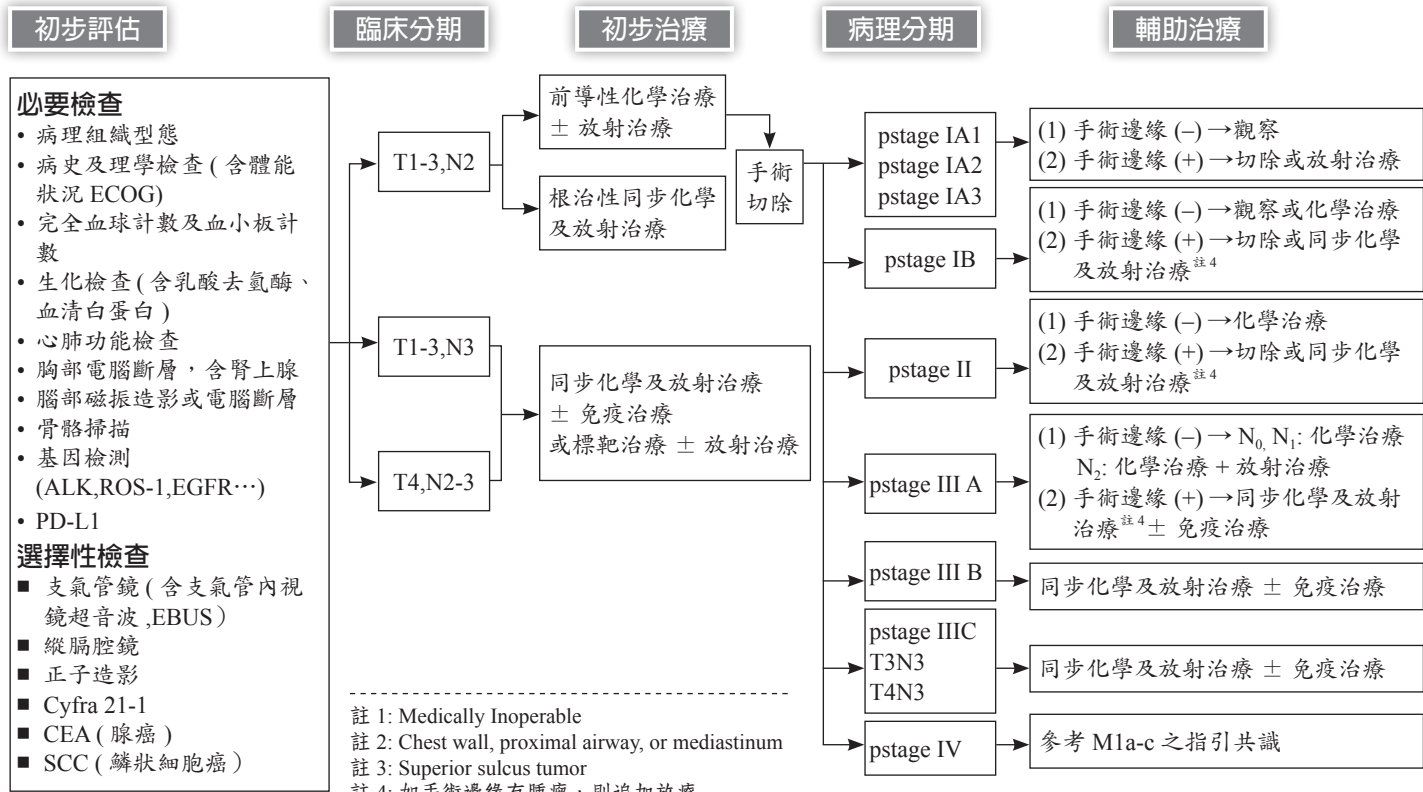 初步評估
臨床分期
初步治療
病理分期
輔助治療
必要檢查
• 病理組織型態
• 病史及理學檢查 ( 含體能
狀況 ECOG)
• 完全血球計數及血小板計
數
• 生化檢查 ( 含乳酸去氫酶、
血清白蛋白 )
• 心肺功能檢查
• 胸部電腦斷層，含腎上腺
• 腦部磁振造影或電腦斷層
• 骨骼掃描
• 基因檢測
(ALK,ROS-1,EGFR⋯)
• PD-L1
選擇性檢查
■ 支氣管鏡 ( 含支氣管內視
鏡超音波 ,EBUS）
■ 縱膈腔鏡
■ 正子造影
■ Cyfra 21-1
■ CEA ( 腺癌 )
■ SCC ( 鱗狀細胞癌）
T1-3,N2
T1-3,N3
T4,N2-3
前導性化學治療
± 放射治療
根治性同步化學
及放射治療
同步化學及放射治療
± 免疫治療
或標靶治療 ± 放射治療
手術
切除
pstage IA1
pstage IA2
pstage IA3
(1) 手術邊緣 (–) →觀察
(2) 手術邊緣 (+) →切除或放射治療
pstage IB
(1) 手術邊緣 (–) →觀察或化學治療
(2) 手術邊緣 (+) →切除或同步化學
及放射治療註 4
pstage II
(1) 手術邊緣 (–) →化學治療
(2) 手術邊緣 (+) →切除或同步化學
及放射治療註 4
pstage III A
(1) 手術邊緣 (–) → N0, N1: 化學治療
N2: 化學治療 + 放射治療
(2) 手術邊緣 (+) →同步化學及放射
治療註 4 ± 免疫治療
pstage III B
同步化學及放射治療 ± 免疫治療
pstage IIIC
T3N3
T4N3
同步化學及放射治療 ± 免疫治療
pstage IV
參考 M1a-c 之指引共識
註 1: Medically Inoperable
註 2: Chest wall, proximal airway, or mediastinum
註 3: Superior sulcus tumor
註 4: 如手術邊緣有腫瘤，則追加放療